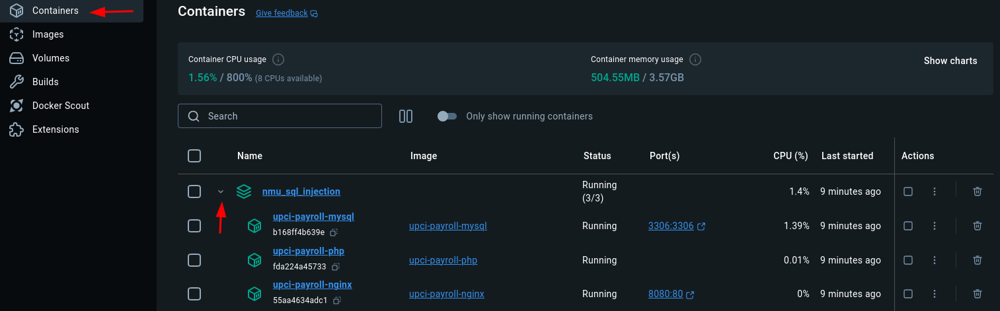 Containers
Images
Volumes
Builds
Docker Scout
Extensions
Containers Give feedback
Container CPU usage
1.56% / 800% (8 CPUs available)
Container memory usage
504.55MB / 3.57GB
Show charts
Search
Only show running containers
Name Image Status Port(s) CPU (%) Last started Actions
nmu_sql_injection Running (3/3) 1.4% 9 minutes ago
upci-payroll-mysql
b168ff4b639e
upci-payroll-mysql Running 3306:3306 1.39% 9 minutes ago
upci-payroll-php
fda224a45733
upci-payroll-php Running 0.01% 9 minutes ago
upci-payroll-nginx
55aa4634adc1
upci-payroll-nginx Running 8080:80 0% 9 minutes ago